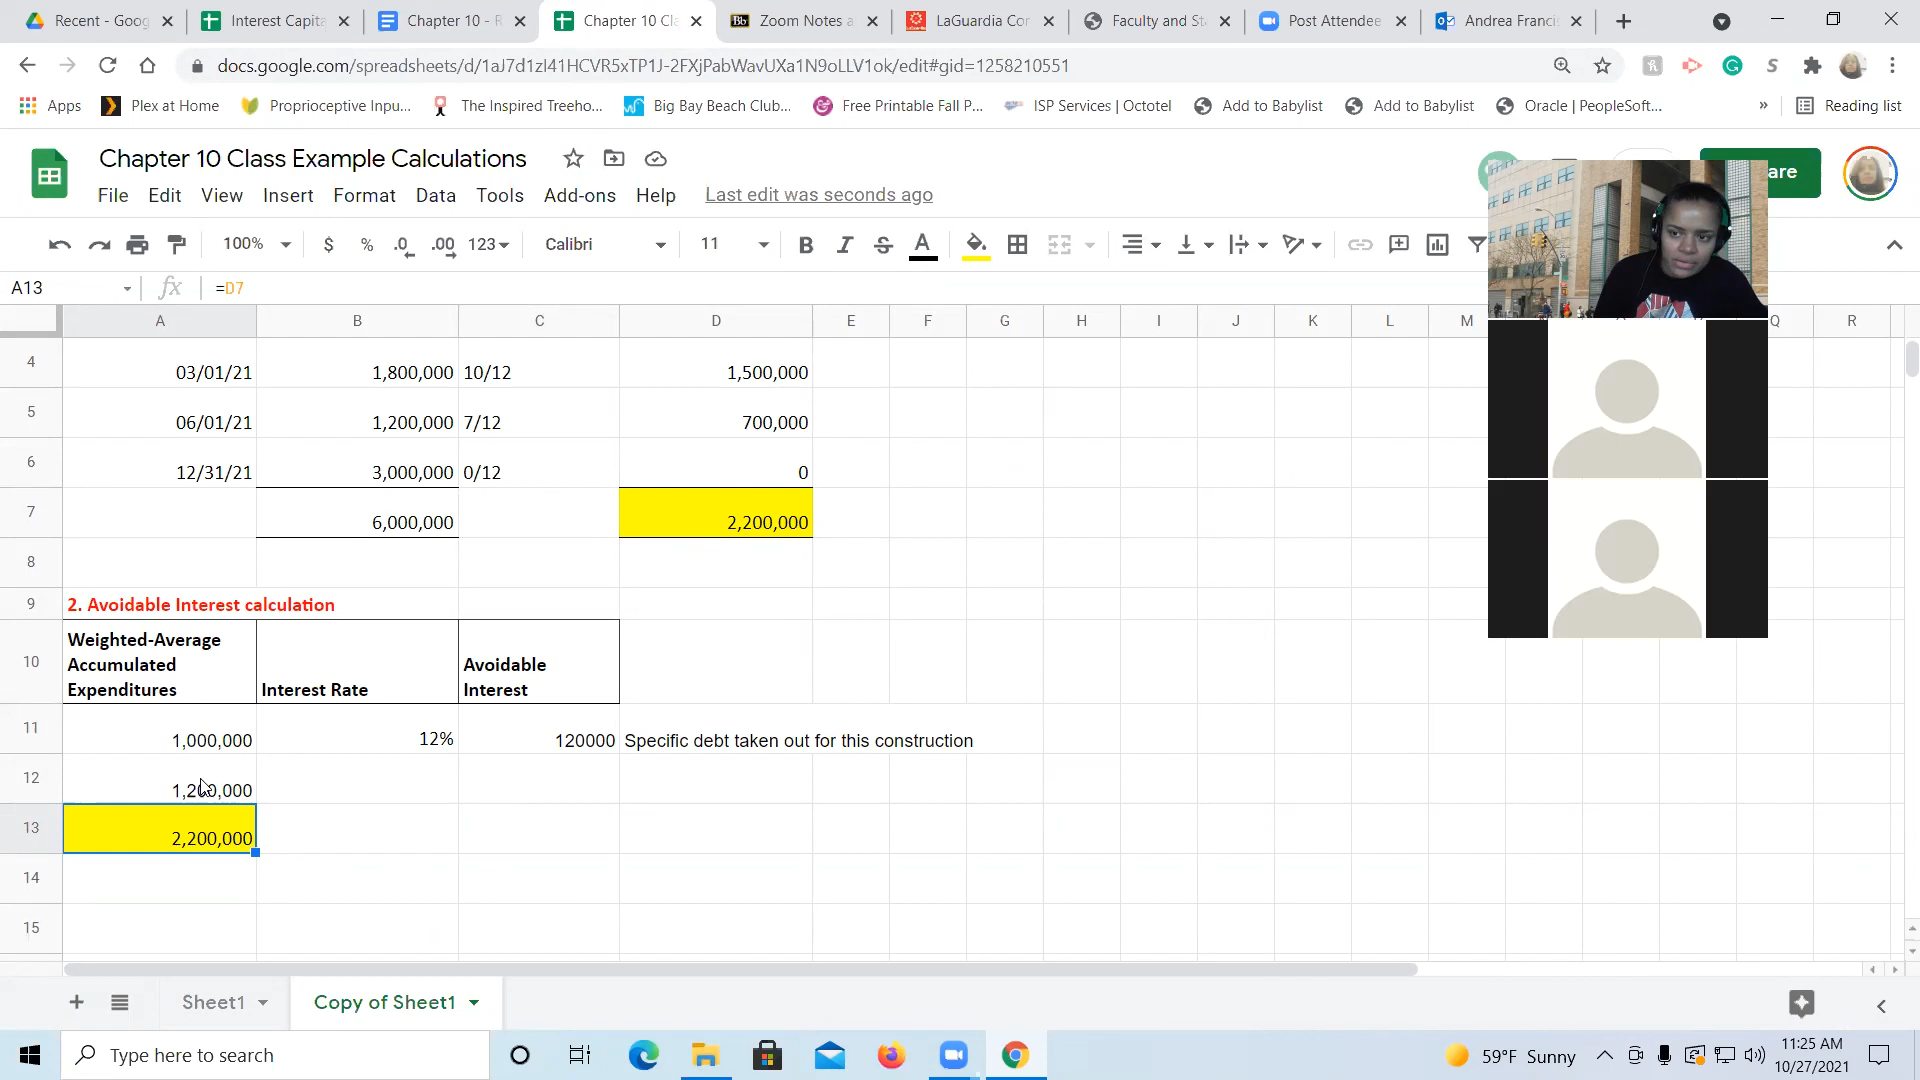 Recent - Goog
Interest Capita
Chapter 10 - R
Chapter 10 Cla
Zoom Notes a
LaGuardia Cor
Faculty and St
Post Attendee
Andrea Francis
docs.google.com/spreadsheets/d/1aJ7d1zI41HCVR5xTP1J-2FXjPabWavUXa1N9oLLV1ok/edit#gid=1258210551
Apps
Plex at Home
Proprioceptive Inpu...
The Inspired Treeho...
Big Bay Beach Club...
Free Printable Fall P...
ISP Services | Octotel
Add to Babylist
Add to Babylist
Oracle | PeopleSoft...
»
Reading list
Chapter 10 Class Example Calculations
are
File Edit View Insert Format Data Tools Add-ons Help Last edit was seconds ago
100% $ % .0 .00 123 Calibri 11 B I S A
A13 fx =D7
A B C D E F G H I J K L M Q R
4 03/01/21 1,800,000 10/12 1,500,000
5 06/01/21 1,200,000 7/12 700,000
6 12/31/21 3,000,000 0/12 0
7 6,000,000 2,200,000
8
9 2. Avoidable Interest calculation
10
Weighted-Average
Accumulated
Expenditures
Interest Rate
Avoidable
Interest
11 1,000,000 12% 120000 Specific debt taken out for this construction
12 1,200,000
13 2,200,000
14
15
Sheet1
Copy of Sheet1
Type here to search
59°F Sunny
11:25 AM
10/27/2021